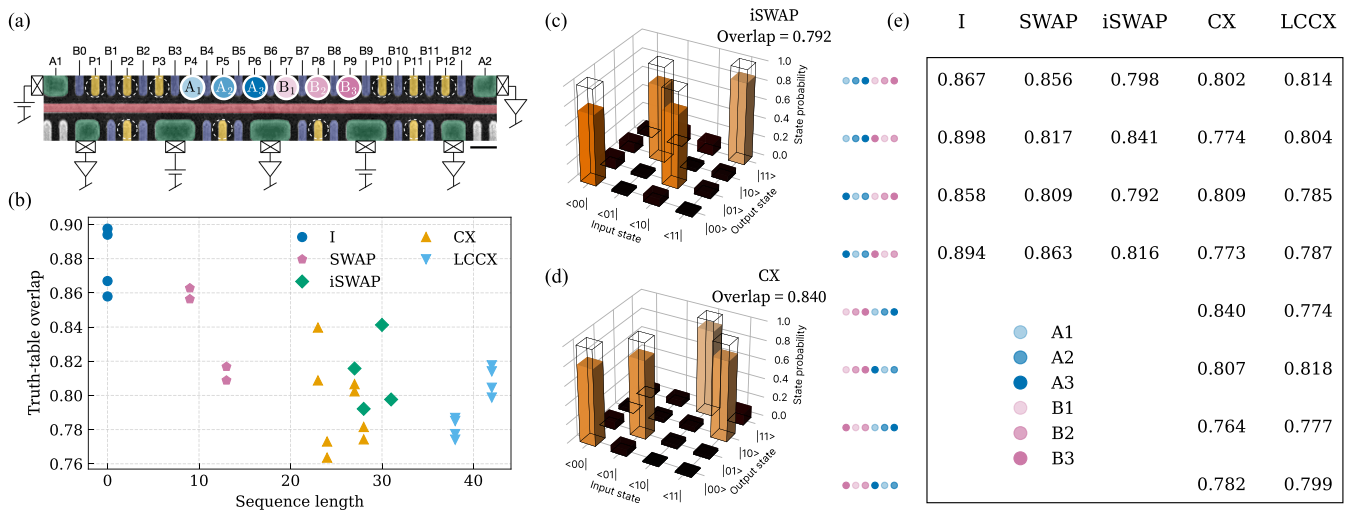 (a)
B0 B1 B2 B3 B4 B5 B6 B7 B8 B9 B10 B11 B12
A1 P1 P2 P3 P4 P5 P6 P7 P8 P9 P10 P11 P12 A2
A1 A2 A3 B1 B2 B3
(b)
Truth-table overlap
0.90
0.88
0.86
0.84
0.82
0.80
0.78
0.76
0 10 20 30 40
Sequence length
I
SWAP
iSWAP
CX
LCCX
(c)
iSWAP
Overlap = 0.792
1.0
0.8
0.6
0.4
0.2
0.0
State probability
<00|
<01|
<10|
<11|
Input state
|00>
|01>
|10>
|11>
Output state
(d)
CX
Overlap = 0.840
1.0
0.8
0.6
0.4
0.2
0.0
State probability
<00|
<01|
<10|
<11|
Input state
|00>
|01>
|10>
|11>
Output state
(e)
I SWAP iSWAP CX LCCX
0.867 0.856 0.798 0.802 0.814
0.898 0.817 0.841 0.774 0.804
0.858 0.809 0.792 0.809 0.785
0.894 0.863 0.816 0.773 0.787
0.840 0.774
0.807 0.818
0.764 0.777
0.782 0.799
A1
A2
A3
B1
B2
B3